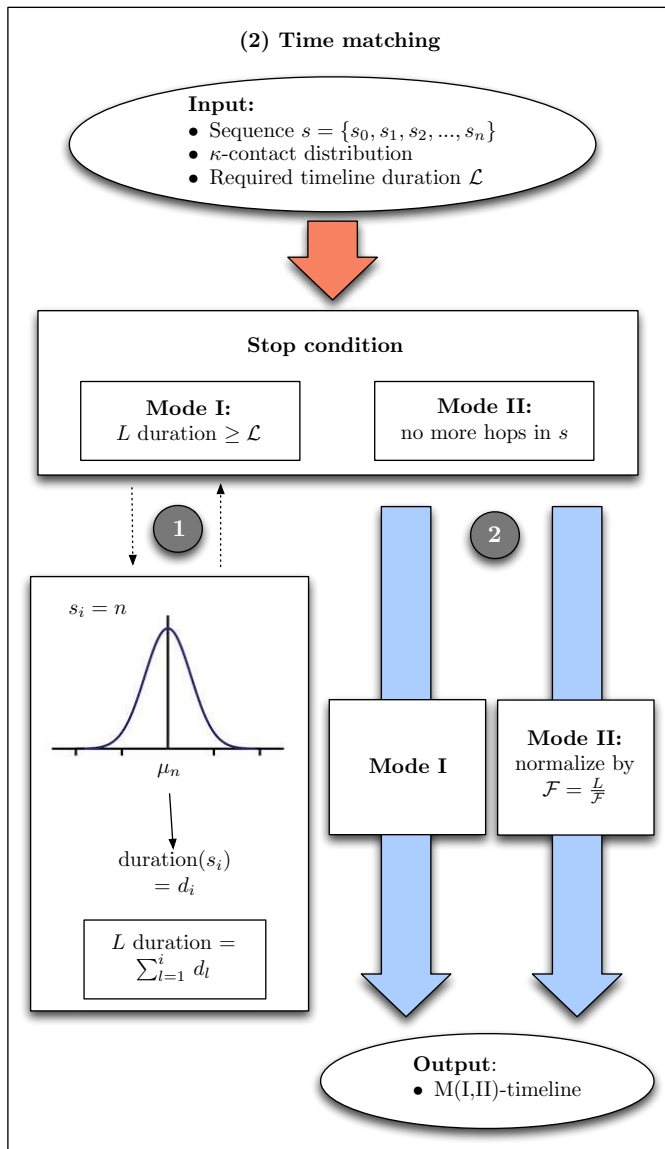 (2) Time matching
Input:
• Sequence s = {s₀, s₁, s₂, ..., sₙ}
• κ-contact distribution
• Required timeline duration ℒ
Stop condition
Mode I:
L duration ≥ ℒ
Mode II:
no more hops in s
1
2
sᵢ = n
μₙ
duration(sᵢ)
= dᵢ
L duration =
∑ᵢₗ₌₁ dₗ
Mode I
Mode II:
normalize by
ℱ = L/ℱ
Output:
• M(I,II)-timeline